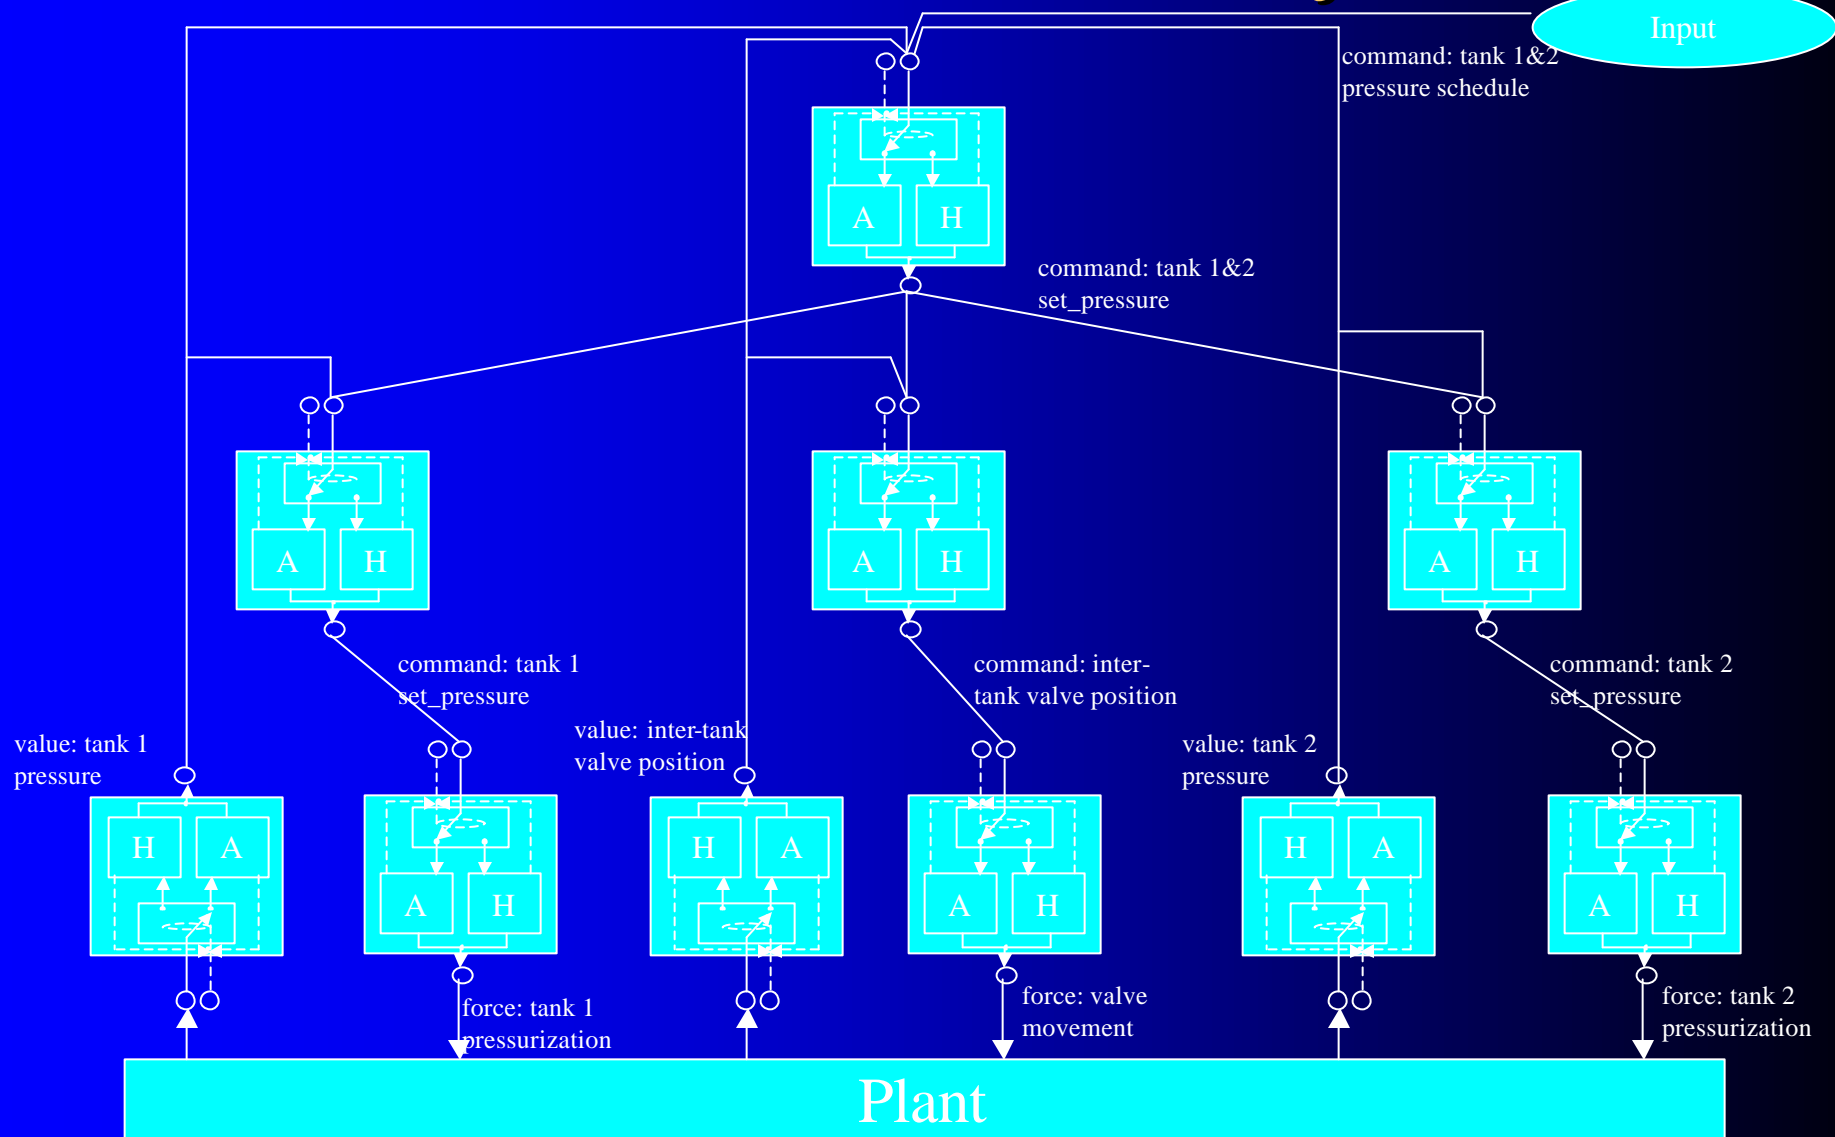 Input
command: tank 1&2
pressure schedule
A H
command: tank 1&2
set_pressure
A H
A H
A H
command: tank 1
set_pressure
command: inter-
tank valve position
command: tank 2
set_pressure
value: tank 1
pressure
value: inter-tank
valve position
value: tank 2
pressure
H A
A H
H A
A H
H A
A H
force: tank 1
pressurization
force: valve
movement
force: tank 2
pressurization
Plant